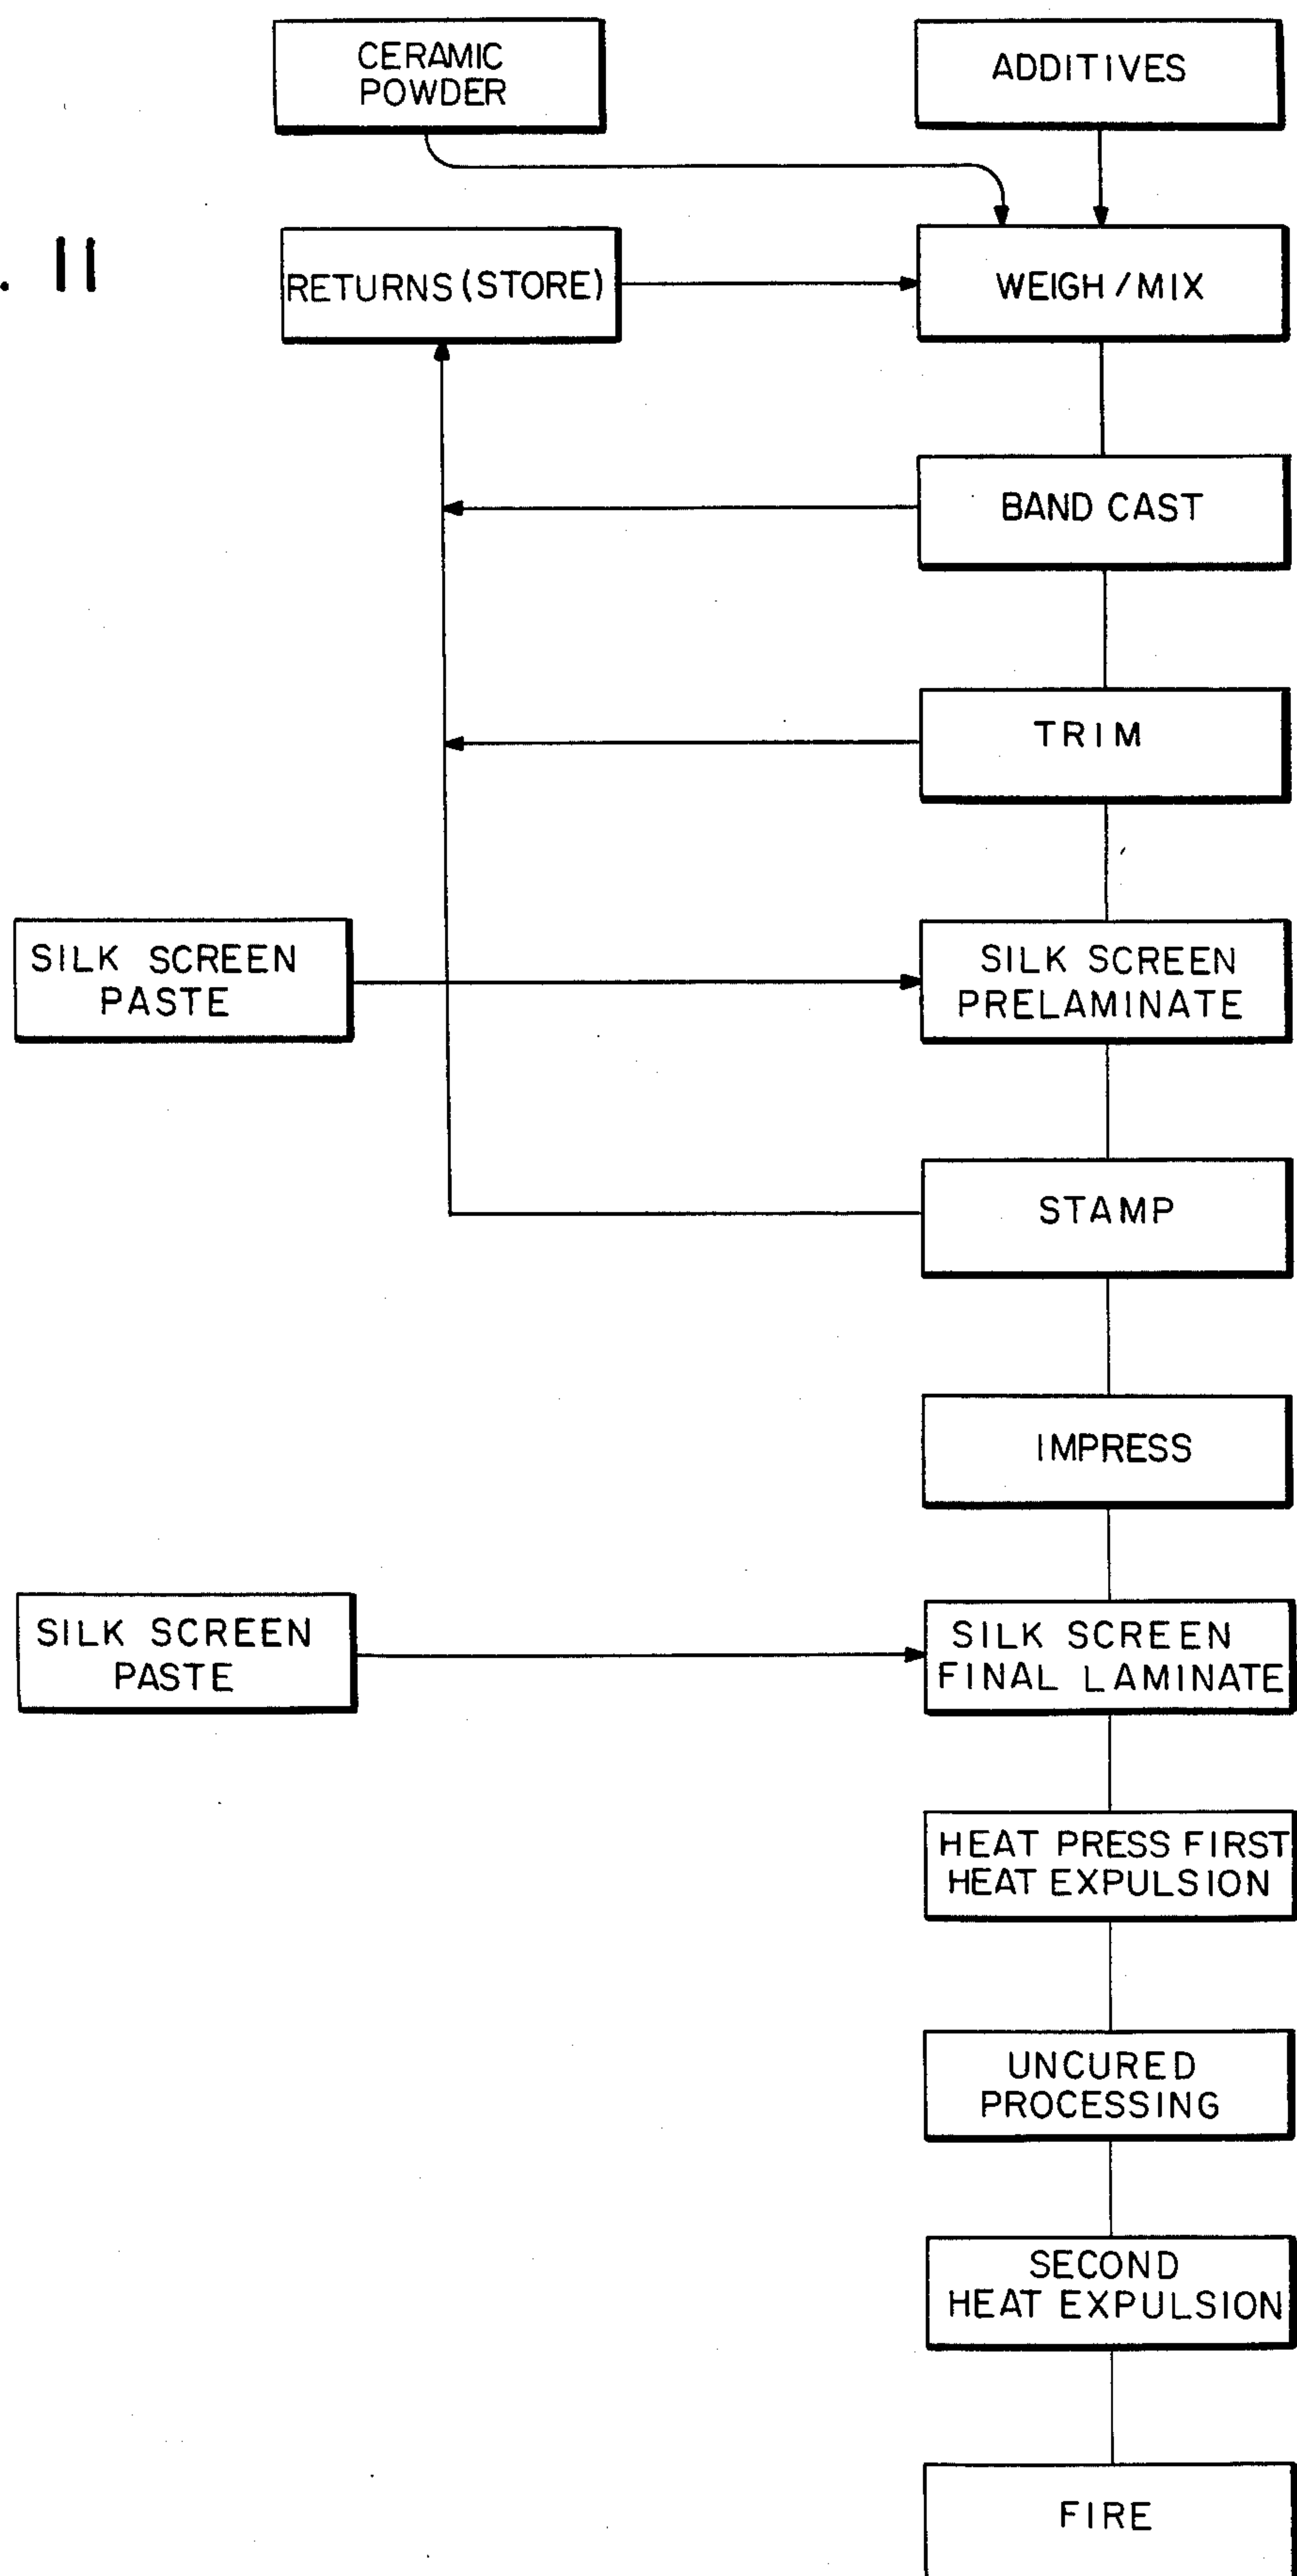 CERAMIC
POWDER
ADDITIVES
. 11
RETURNS (STORE)
WEIGH / MIX
BAND CAST
TRIM
SILK SCREEN
PASTE
SILK SCREEN
PRELAMINATE
STAMP
IMPRESS
SILK SCREEN
PASTE
SILK SCREEN
FINAL LAMINATE
HEAT PRESS FIRST
HEAT EXPULSION
UNCURED
PROCESSING
SECOND
HEAT EXPULSION
FIRE